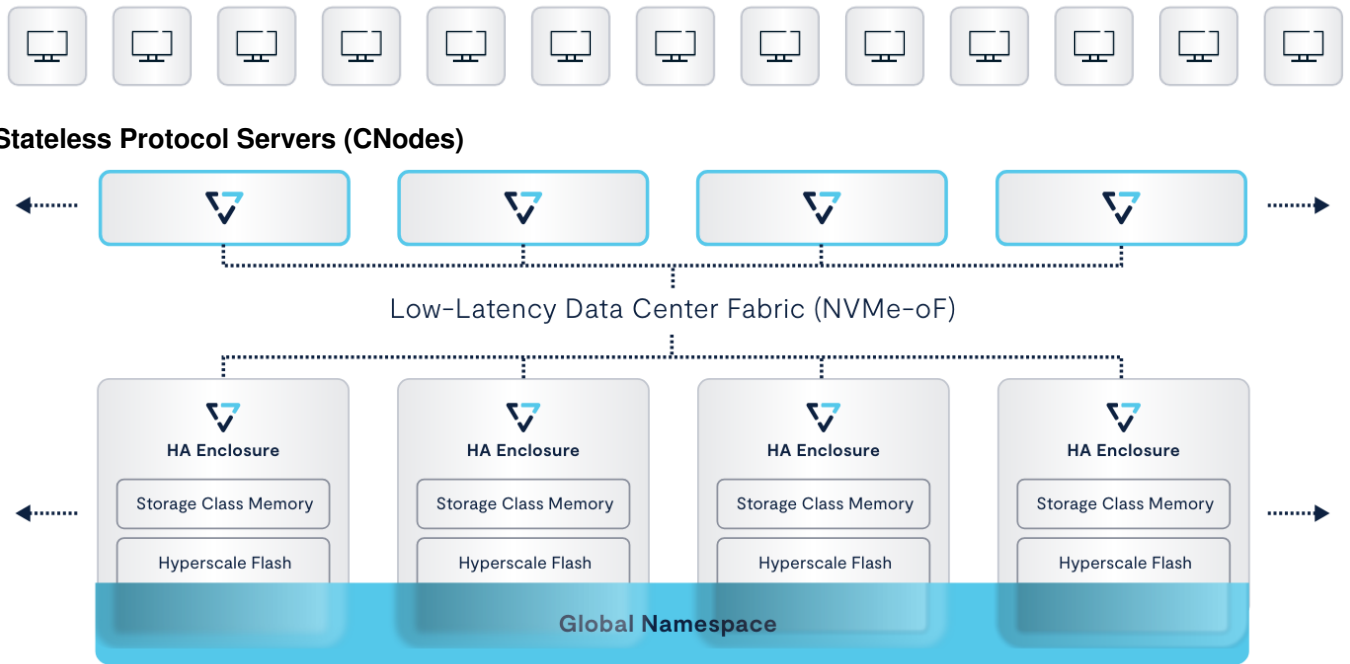 Stateless Protocol Servers (CNodes)
Low-Latency Data Center Fabric (NVMe-oF)
HA Enclosure HA Enclosure HA Enclosure HA Enclosure
Storage Class Memory Storage Class Memory Storage Class Memory Storage Class Memory
Hyperscale Flash Hyperscale Flash Hyperscale Flash Hyperscale Flash
Global Namespace